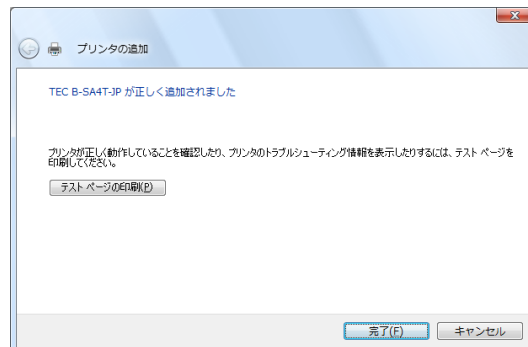 プリンタの追加
TEC B-SA4T-JP が正しく追加されました
プリンタが正しく動作していることを確認したり、プリンタのトラブルシューティング情報を表示したりするには、テスト ページを
印刷してください。
テスト ページの印刷(P)
完了(F)
キャンセル